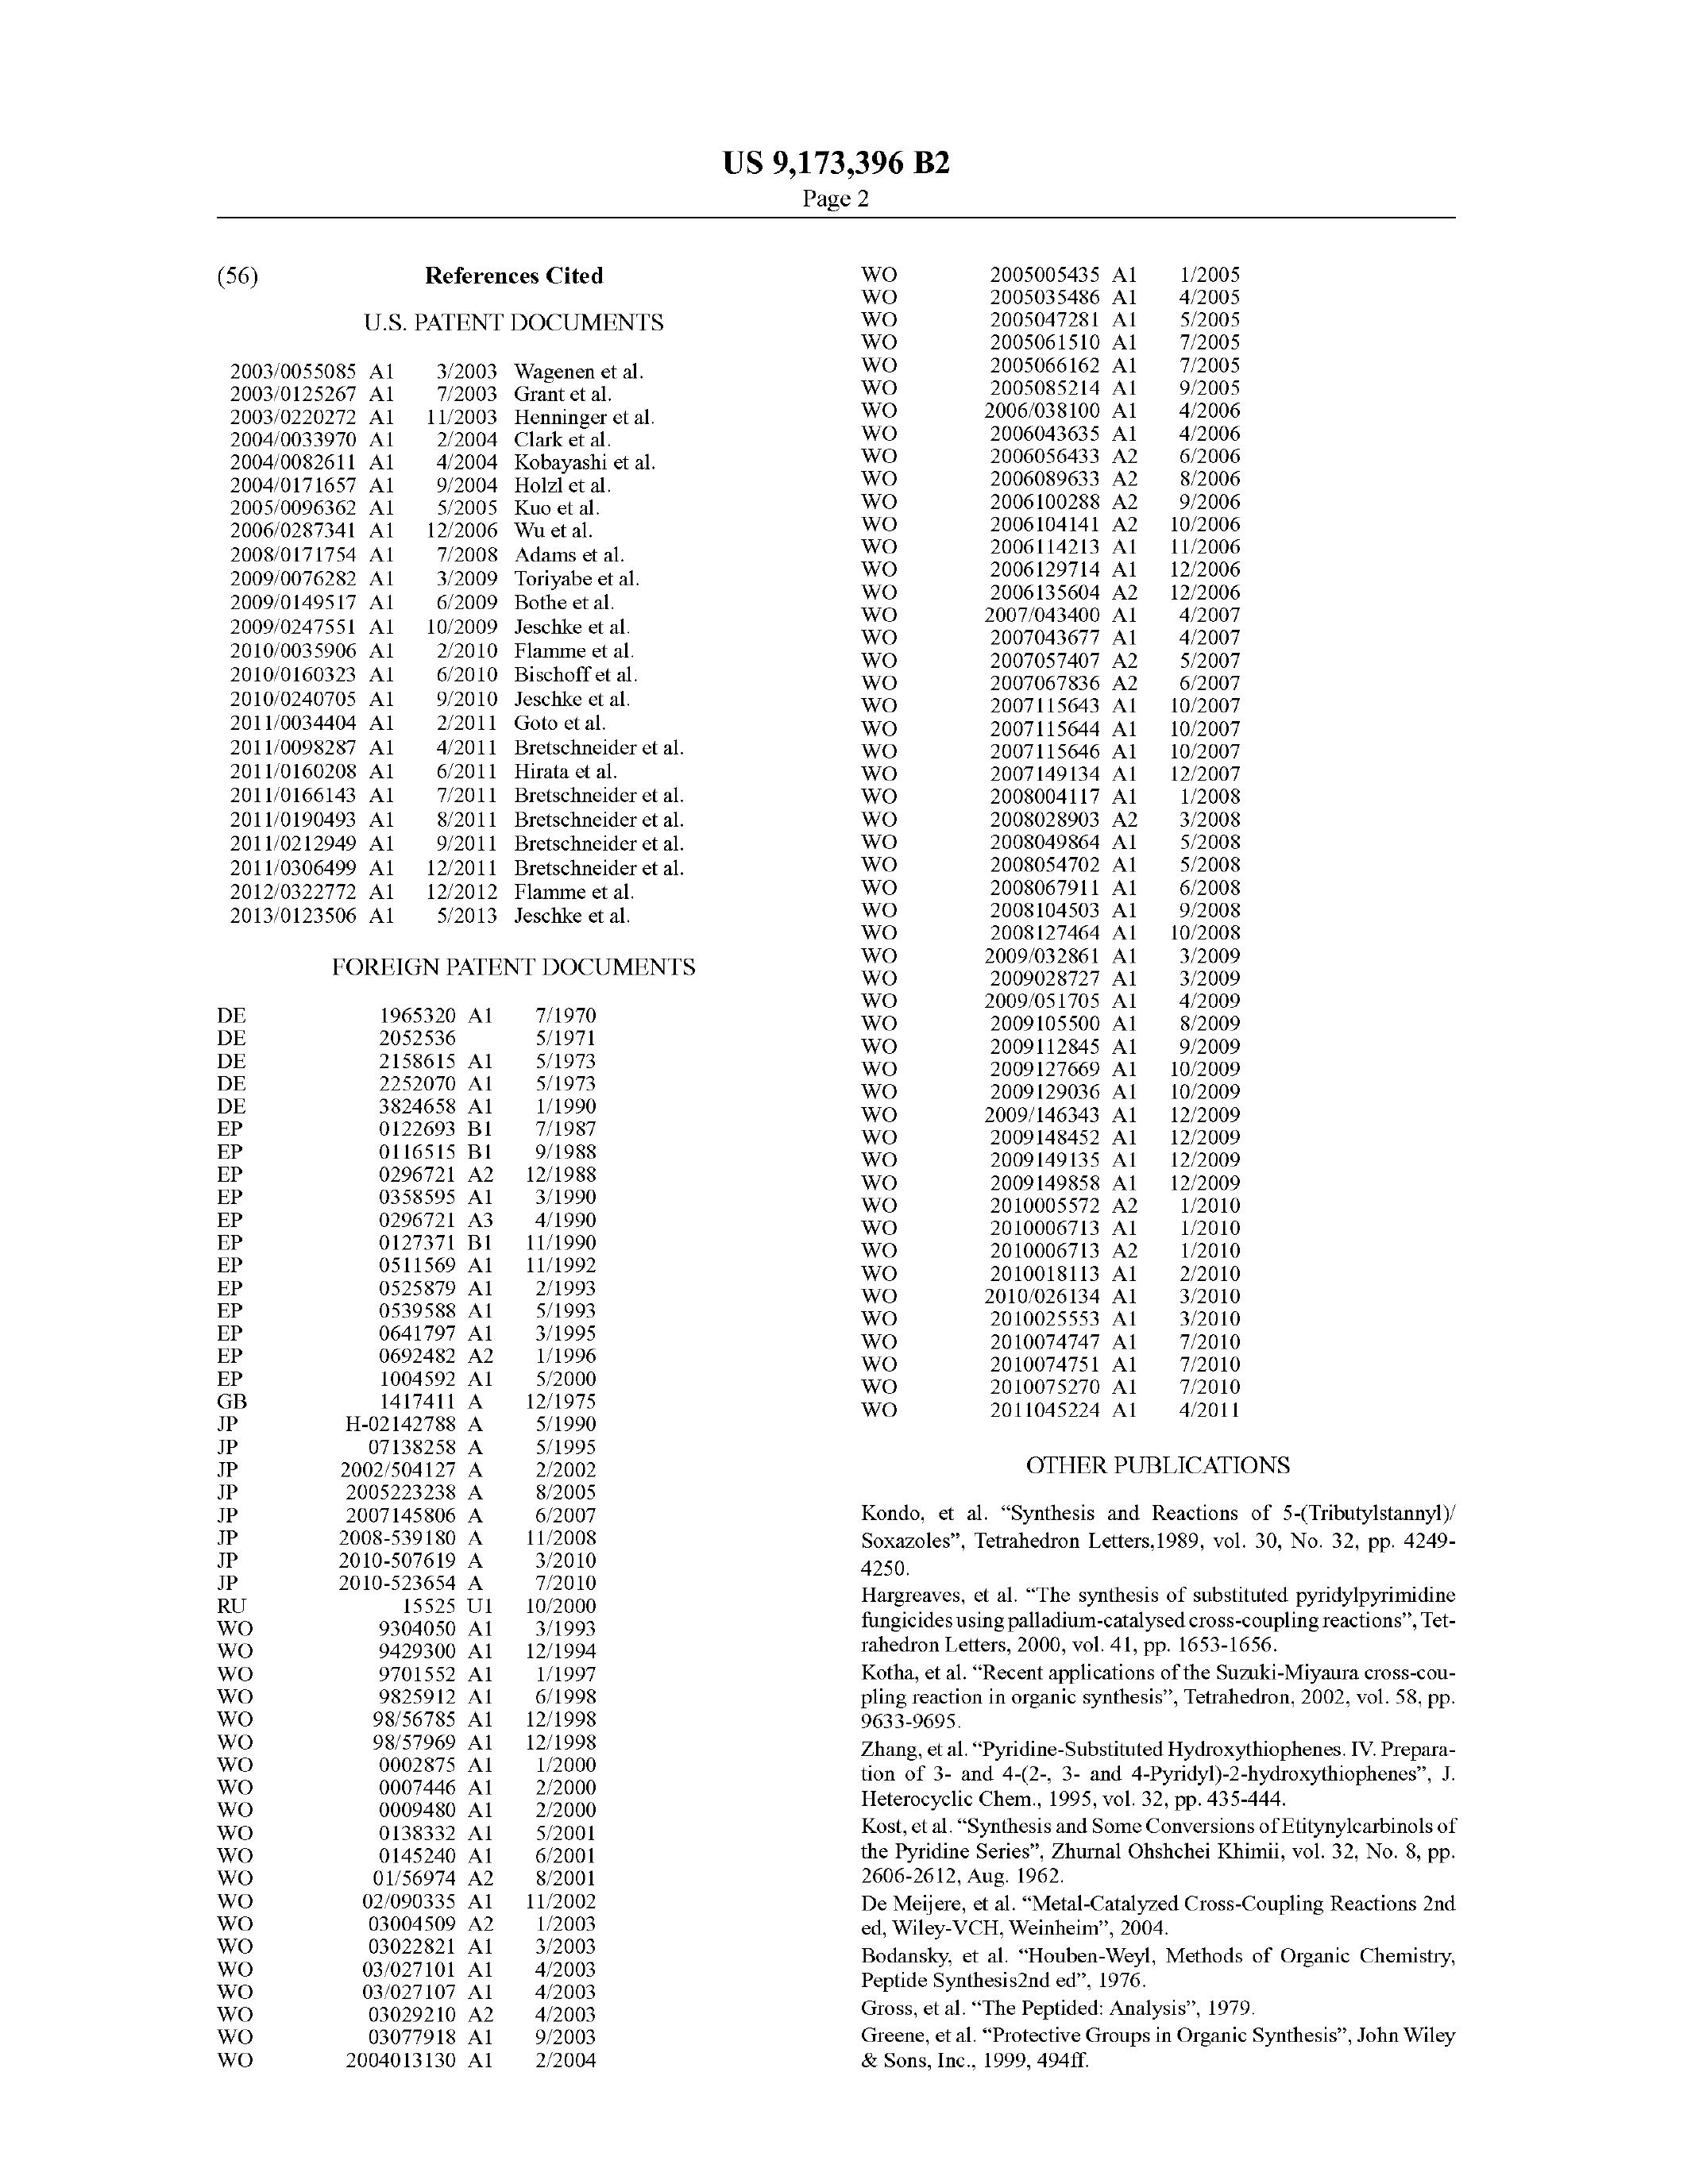 US 9,173,396 B2
Page 2
(56) References Cited
U.S. PATENT DOCUMENTS
2003/0055085 A1 3/2003 Wagenen et al.
2003/0125267 A1 7/2003 Grant et al.
2003/0220272 A1 11/2003 Henninger et al.
2004/0033970 A1 2/2004 Clark et al.
2004/0082611 A1 4/2004 Kobayashi et al.
2004/0171657 A1 9/2004 Holzl et al.
2005/0096362 A1 5/2005 Kuo et al.
2006/0287341 A1 12/2006 Wu et al.
2008/0171754 A1 7/2008 Adams et al.
2009/0076282 A1 3/2009 Toriyabe et al.
2009/0149517 A1 6/2009 Bothe et al.
2009/0247551 A1 10/2009 Jeschke et al.
2010/0035906 A1 2/2010 Flamme et al.
2010/0160323 A1 6/2010 Bischoff et al.
2010/0240705 A1 9/2010 Jeschke et al.
2011/0034404 A1 2/2011 Goto et al.
2011/0098287 A1 4/2011 Bretschneider et al.
2011/0160208 A1 6/2011 Hirata et al.
2011/0166143 A1 7/2011 Bretschneider et al.
2011/0190493 A1 8/2011 Bretschneider et al.
2011/0212949 A1 9/2011 Bretschneider et al.
2011/0306499 A1 12/2011 Bretschneider et al.
2012/0322772 A1 12/2012 Flamme et al.
2013/0123506 A1 5/2013 Jeschke et al.
FOREIGN PATENT DOCUMENTS
DE 1965320 A1 7/1970
DE 2052536 5/1971
DE 2158615 A1 5/1973
DE 2252070 A1 5/1973
DE 3824658 A1 1/1990
EP 0122693 B1 7/1987
EP 0116515 B1 9/1988
EP 0296721 A2 12/1988
EP 0358595 A1 3/1990
EP 0296721 A3 4/1990
EP 0127371 B1 11/1990
EP 0511569 A1 11/1992
EP 0525879 A1 2/1993
EP 0539588 A1 5/1993
EP 0641797 A1 3/1995
EP 0692482 A2 1/1996
EP 1004592 A1 5/2000
GB 1417411 A 12/1975
JP H-02142788 A 5/1990
JP 07138258 A 5/1995
JP 2002/504127 A 2/2002
JP 2005223238 A 8/2005
JP 2007145806 A 6/2007
JP 2008-539180 A 11/2008
JP 2010-507619 A 3/2010
JP 2010-523654 A 7/2010
RU 15525 U1 10/2000
WO 9304050 A1 3/1993
WO 9429300 A1 12/1994
WO 9701552 A1 1/1997
WO 9825912 A1 6/1998
WO 98/56785 A1 12/1998
WO 98/57969 A1 12/1998
WO 0002875 A1 1/2000
WO 0007446 A1 2/2000
WO 0009480 A1 2/2000
WO 0138332 A1 5/2001
WO 0145240 A1 6/2001
WO 01/56974 A2 8/2001
WO 02/090335 A1 11/2002
WO 03004509 A2 1/2003
WO 03022821 A1 3/2003
WO 03/027101 A1 4/2003
WO 03/027107 A1 4/2003
WO 03029210 A2 4/2003
WO 03077918 A1 9/2003
WO 2004013130 A1 2/2004
WO 2005005435 A1 1/2005
WO 2005035486 A1 4/2005
WO 2005047281 A1 5/2005
WO 2005061510 A1 7/2005
WO 2005066162 A1 7/2005
WO 2005085214 A1 9/2005
WO 2006/038100 A1 4/2006
WO 2006043635 A1 4/2006
WO 2006056433 A2 6/2006
WO 2006089633 A2 8/2006
WO 2006100288 A2 9/2006
WO 2006104141 A2 10/2006
WO 2006114213 A1 11/2006
WO 2006129714 A1 12/2006
WO 2006135604 A2 12/2006
WO 2007/043400 A1 4/2007
WO 2007043677 A1 4/2007
WO 2007057407 A2 5/2007
WO 2007067836 A2 6/2007
WO 2007115643 A1 10/2007
WO 2007115644 A1 10/2007
WO 2007115646 A1 10/2007
WO 2007149134 A1 12/2007
WO 2008004117 A1 1/2008
WO 2008028903 A2 3/2008
WO 2008049864 A1 5/2008
WO 2008054702 A1 5/2008
WO 2008067911 A1 6/2008
WO 2008104503 A1 9/2008
WO 2008127464 A1 10/2008
WO 2009/032861 A1 3/2009
WO 2009028727 A1 3/2009
WO 2009/051705 A1 4/2009
WO 2009105500 A1 8/2009
WO 2009112845 A1 9/2009
WO 2009127669 A1 10/2009
WO 2009129036 A1 10/2009
WO 2009/146343 A1 12/2009
WO 2009148452 A1 12/2009
WO 2009149135 A1 12/2009
WO 2009149858 A1 12/2009
WO 2010005572 A2 1/2010
WO 2010006713 A1 1/2010
WO 2010006713 A2 1/2010
WO 2010018113 A1 2/2010
WO 2010/026134 A1 3/2010
WO 2010025553 A1 3/2010
WO 2010074747 A1 7/2010
WO 2010074751 A1 7/2010
WO 2010075270 A1 7/2010
WO 2011045224 A1 4/2011
OTHER PUBLICATIONS
Kondo, et al. “Synthesis and Reactions of 5-(Tributylstannyl)/
Soxazoles”, Tetrahedron Letters,1989, vol. 30, No. 32, pp. 4249-
4250.
Hargreaves, et al. “The synthesis of substituted pyridylpyrimidine
fungicides using palladium-catalysed cross-coupling reactions”, Tet-
rahedron Letters, 2000, vol. 41, pp. 1653-1656.
Kotha, et al. “Recent applications of the Suzuki-Miyaura cross-cou-
pling reaction in organic synthesis”, Tetrahedron, 2002, vol. 58, pp.
9633-9695.
Zhang, et al. “Pyridine-Substituted Hydroxythiophenes. IV. Prepara-
tion of 3- and 4-(2-, 3- and 4-Pyridyl)-2-hydroxythiophenes”, J.
Heterocyclic Chem., 1995, vol. 32, pp. 435-444.
Kost, et al. “Synthesis and Some Conversions of Etitynylcarbinols of
the Pyridine Series”, Zhurnal Ohshchei Khimii, vol. 32, No. 8, pp.
2606-2612, Aug. 1962.
De Meijere, et al. “Metal-Catalyzed Cross-Coupling Reactions 2nd
ed, Wiley-VCH, Weinheim”, 2004.
Bodansky, et al. “Houben-Weyl, Methods of Organic Chemistry,
Peptide Synthesis2nd ed”, 1976.
Gross, et al. “The Peptided: Analysis”, 1979.
Greene, et al. “Protective Groups in Organic Synthesis”, John Wiley
& Sons, Inc., 1999, 494ff.